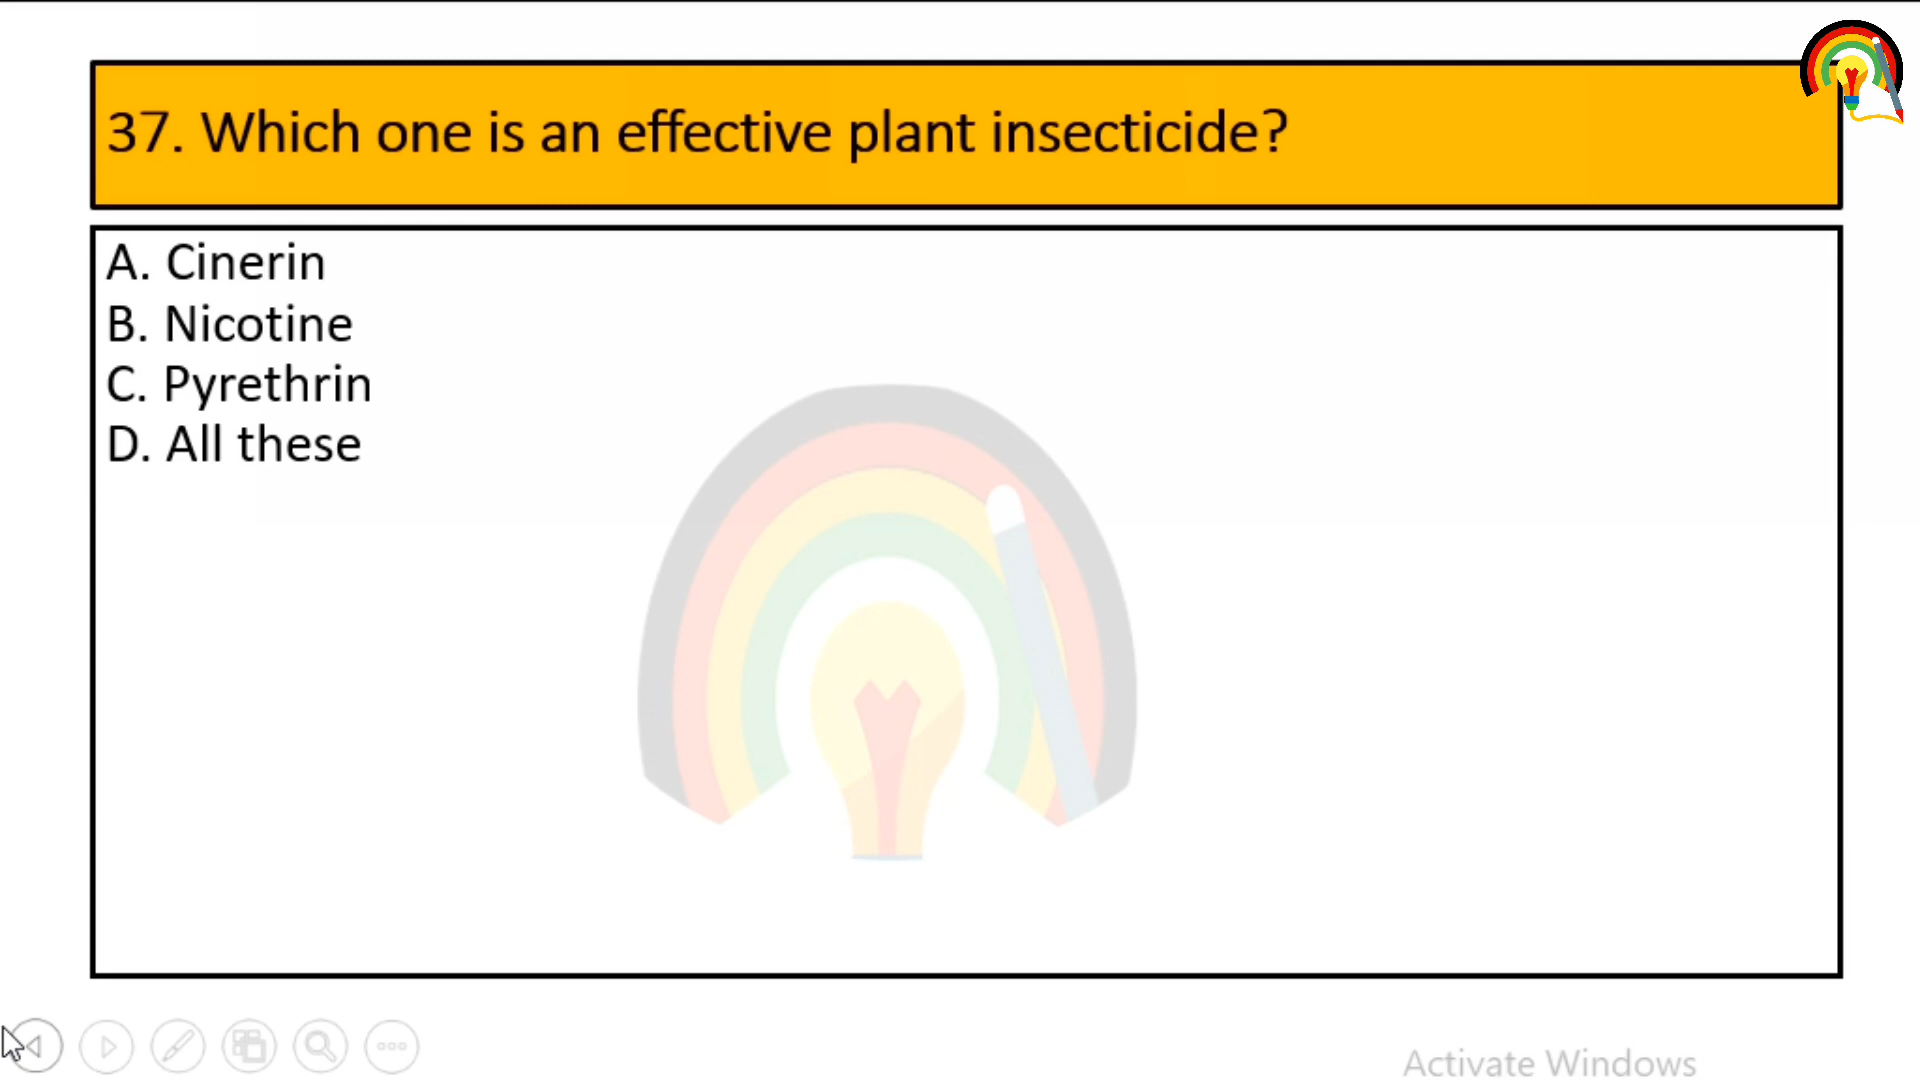 37. Which one is an effective plant insecticide?
A. Cinerin
B. Nicotine
C. Pyrethrin
D. All these
Activate Windows